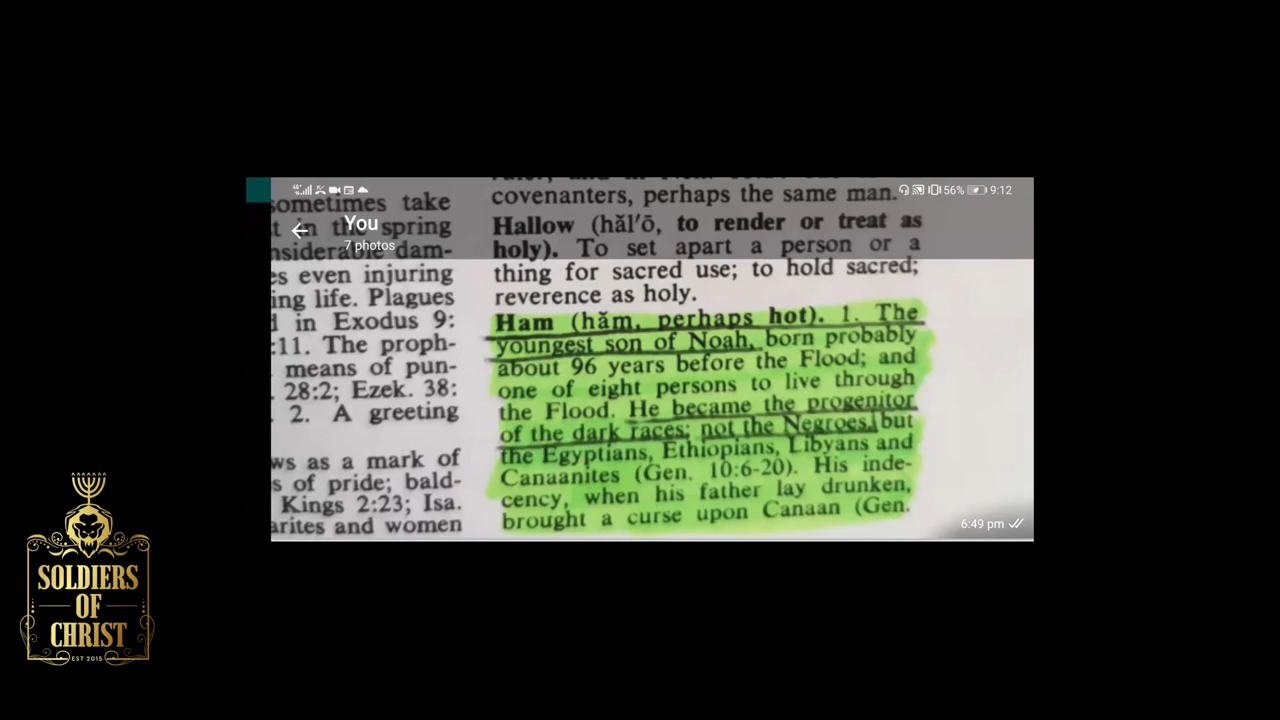 sometimes take
t in the spring
nsiderable dam-
es even injuring
ing life. Plagues
d in Exodus 9:
:11. The proph-
means of pun-
28:2; Ezek. 38:
2. A greeting
ws as a mark of
s of pride; bald-
Kings 2:23; Isa.
arites and women
56% 9:12
You
7 photos
covenanters, perhaps the same man.
Hallow (hăl′ō, to render or treat as
holy). To set apart a person or a
thing for sacred use; to hold sacred;
reverence as holy.
Ham (hăm, perhaps hot). 1. The
youngest son of Noah, born probably
about 96 years before the Flood; and
one of eight persons to live through
the Flood. He became the progenitor
of the dark races; not the Negroes, but
the Egyptians, Ethiopians, Libyans and
Canaanites (Gen. 10:6-20). His inde-
cency, when his father lay drunken,
brought a curse upon Canaan (Gen.
6:49 pm
SOLDIERS
OF
CHRIST
EST 2015